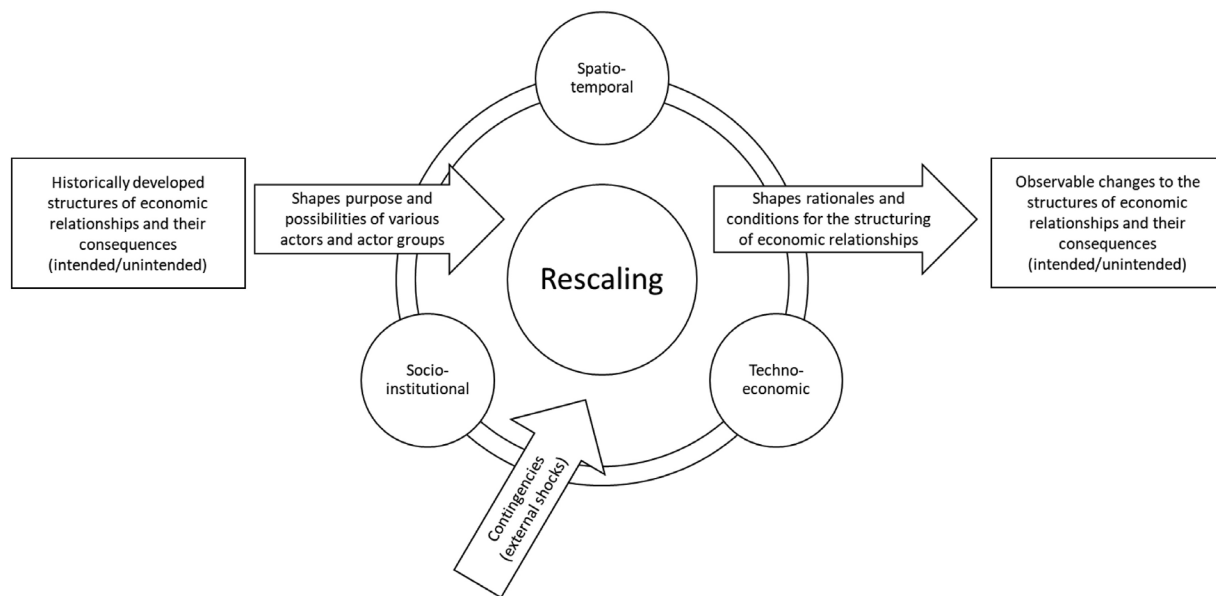 Spatio-
temporal
Historically developed
structures of economic
relationships and their
consequences
(intended/unintended)
Shapes purpose and
possibilities of various
actors and actor groups
Rescaling
Shapes rationales and
conditions for the structuring
of economic relationships
Observable changes to the
structures of economic
relationships and their
consequences
(intended/unintended)
Socio-
institutional
Techno-
economic
Contingencies
(external shocks)